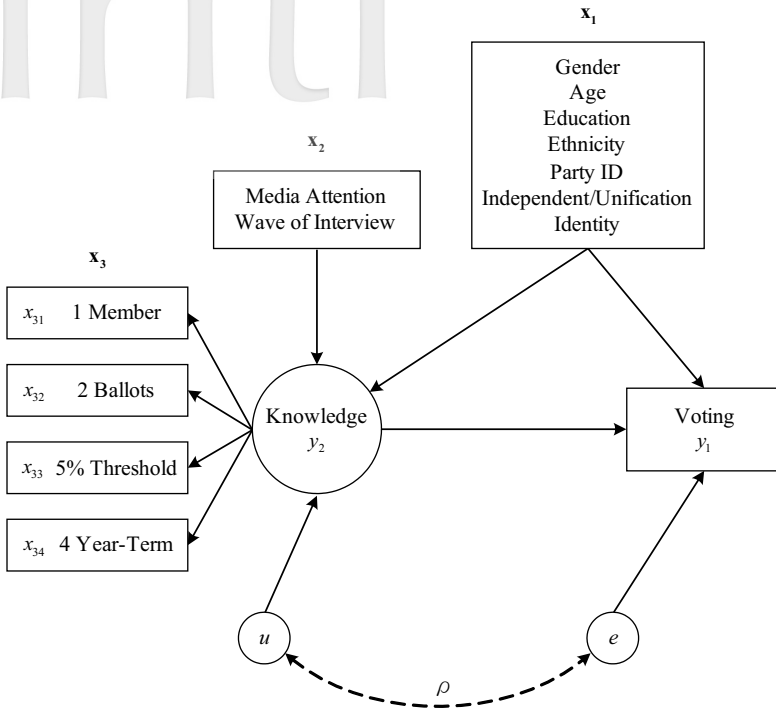 x₁
Gender
Age
Education
Ethnicity
Party ID
Independent/Unification
Identity
x₂
Media Attention
Wave of Interview
x₃
x₃₁ 1 Member
x₃₂ 2 Ballots
x₃₃ 5% Threshold
x₃₄ 4 Year-Term
Knowledge
y₂
Voting
y₁
u
e
ρ